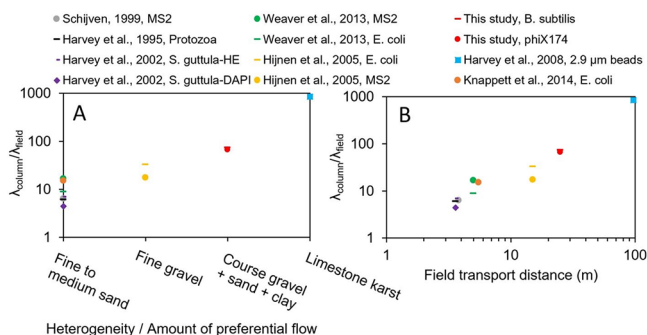 Schijven, 1999, MS2
Harvey et al., 1995, Protozoa
Harvey et al., 2002, S. guttula-HE
Harvey et al., 2002, S. guttula-DAPI
Weaver et al., 2013, MS2
Weaver et al., 2013, E. coli
Hijnen et al., 2005, E. coli
Hijnen et al., 2005, MS2
This study, B. subtilis
This study, phiX174
Harvey et al., 2008, 2.9 µm beads
Knappett et al., 2014, E. coli
A
λcolumn/λfield
1000
100
10
1
Fine to
medium sand
Fine gravel
Course gravel
+ sand + clay
Limestone karst
Heterogeneity / Amount of preferential flow
B
λcolumn/λfield
1000
100
10
1
1
10
100
Field transport distance (m)